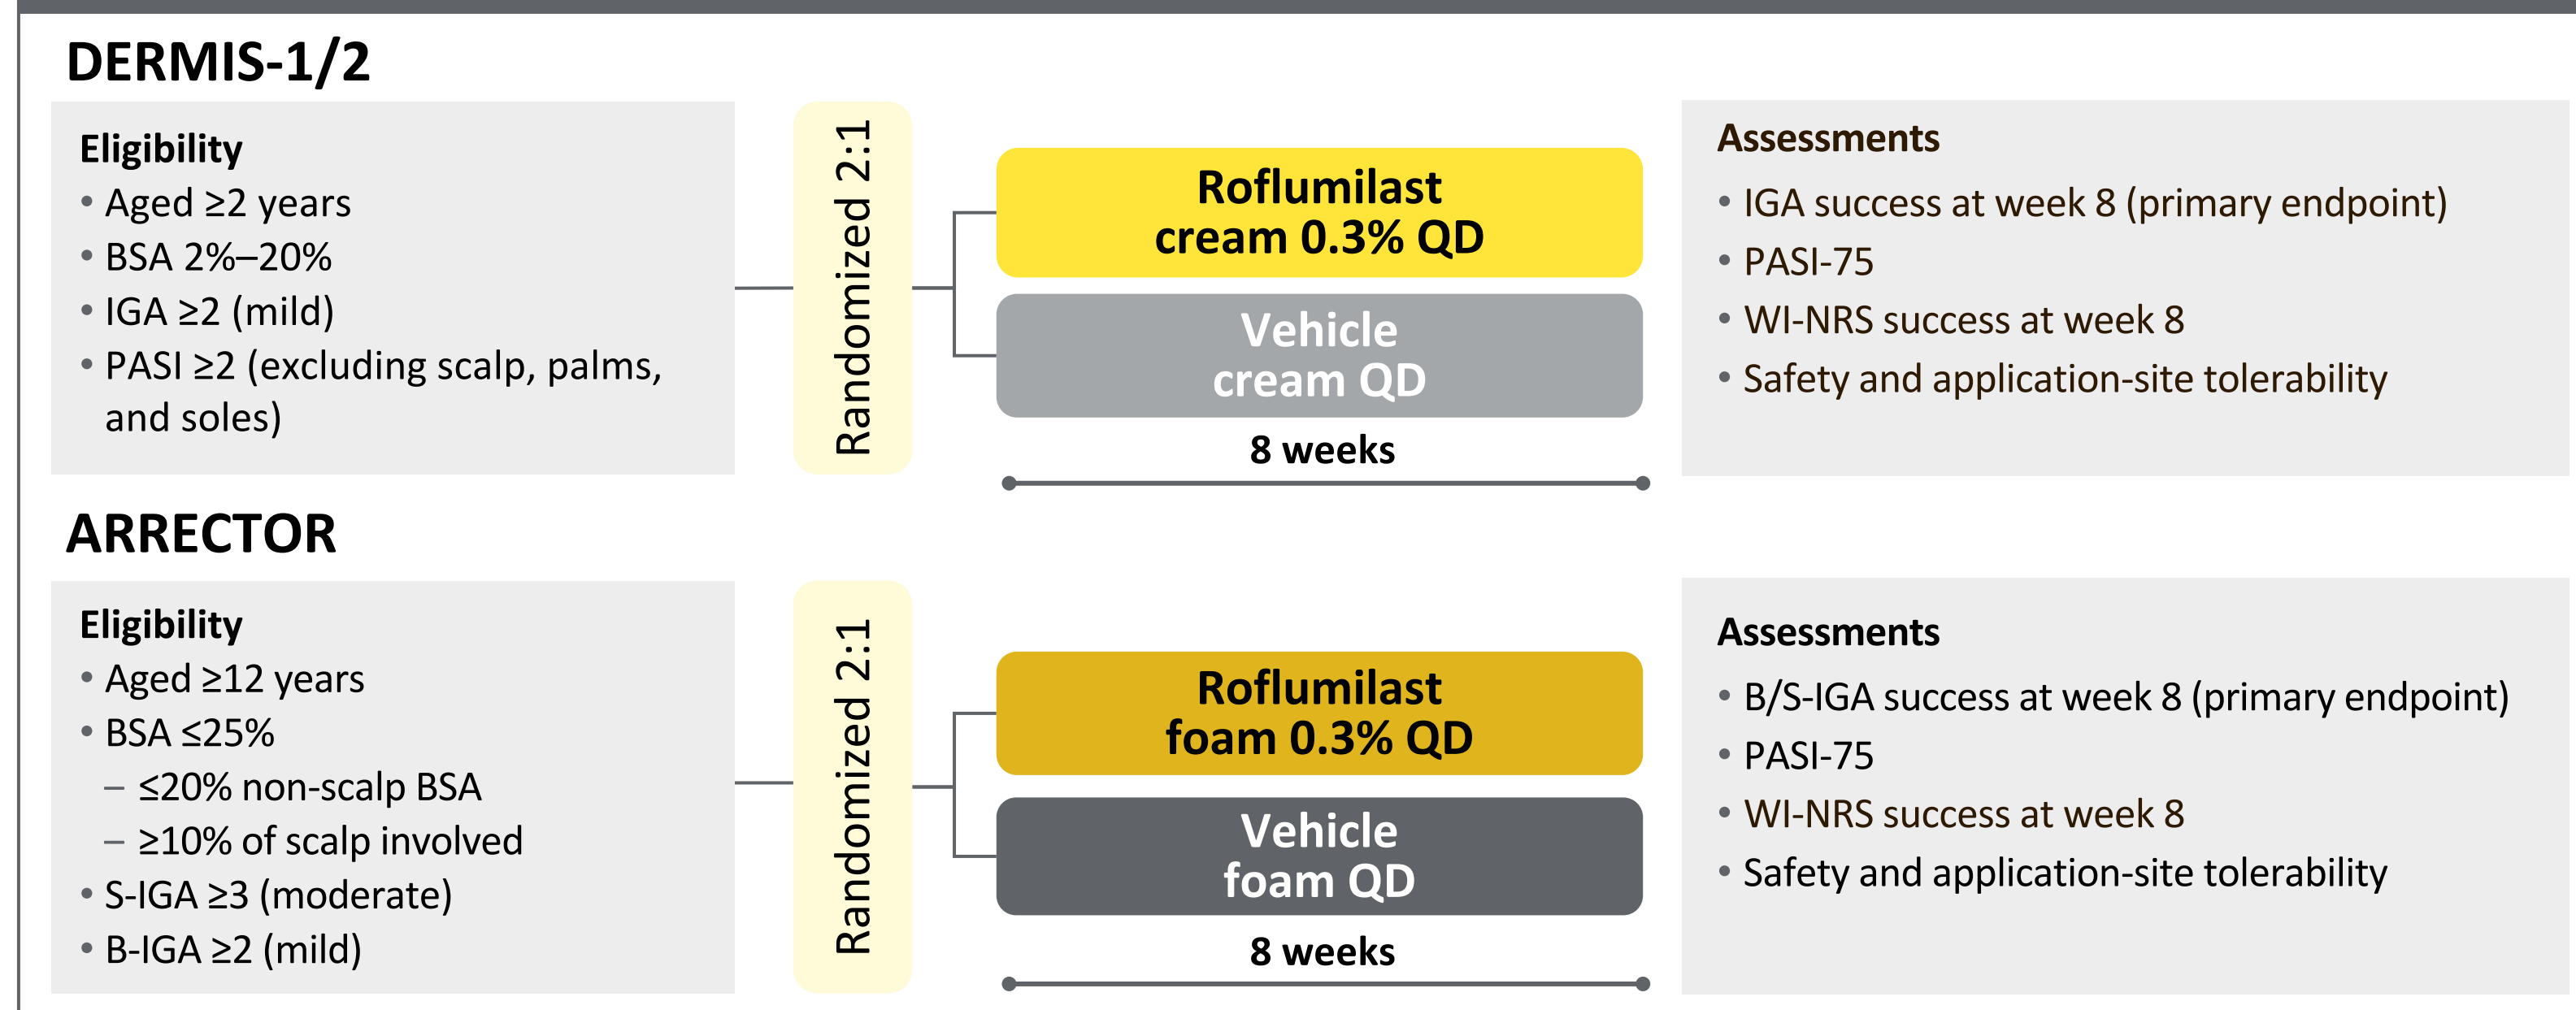 DERMIS-1/2
Eligibility
• Aged ≥2 years
• BSA 2%–20%
• IGA ≥2 (mild)
• PASI ≥2 (excluding scalp, palms,
and soles)
Randomized 2:1
Roflumilast
cream 0.3% QD
Vehicle
cream QD
8 weeks
Assessments
• IGA success at week 8 (primary endpoint)
• PASI-75
• WI-NRS success at week 8
• Safety and application-site tolerability
ARRECTOR
Eligibility
• Aged ≥12 years
• BSA ≤25%
– ≤20% non-scalp BSA
– ≥10% of scalp involved
• S-IGA ≥3 (moderate)
• B-IGA ≥2 (mild)
Randomized 2:1
Roflumilast
foam 0.3% QD
Vehicle
foam QD
8 weeks
Assessments
• B/S-IGA success at week 8 (primary endpoint)
• PASI-75
• WI-NRS success at week 8
• Safety and application-site tolerability